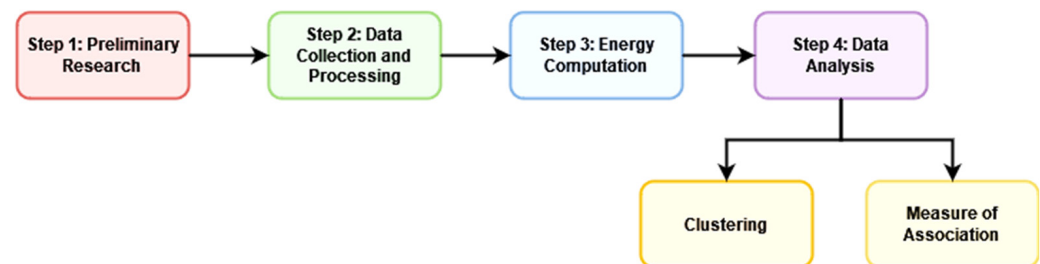 Step 1: Preliminary
Research
Step 2: Data
Collection and
Processing
Step 3: Energy
Computation
Step 4: Data
Analysis
Clustering
Measure of
Association